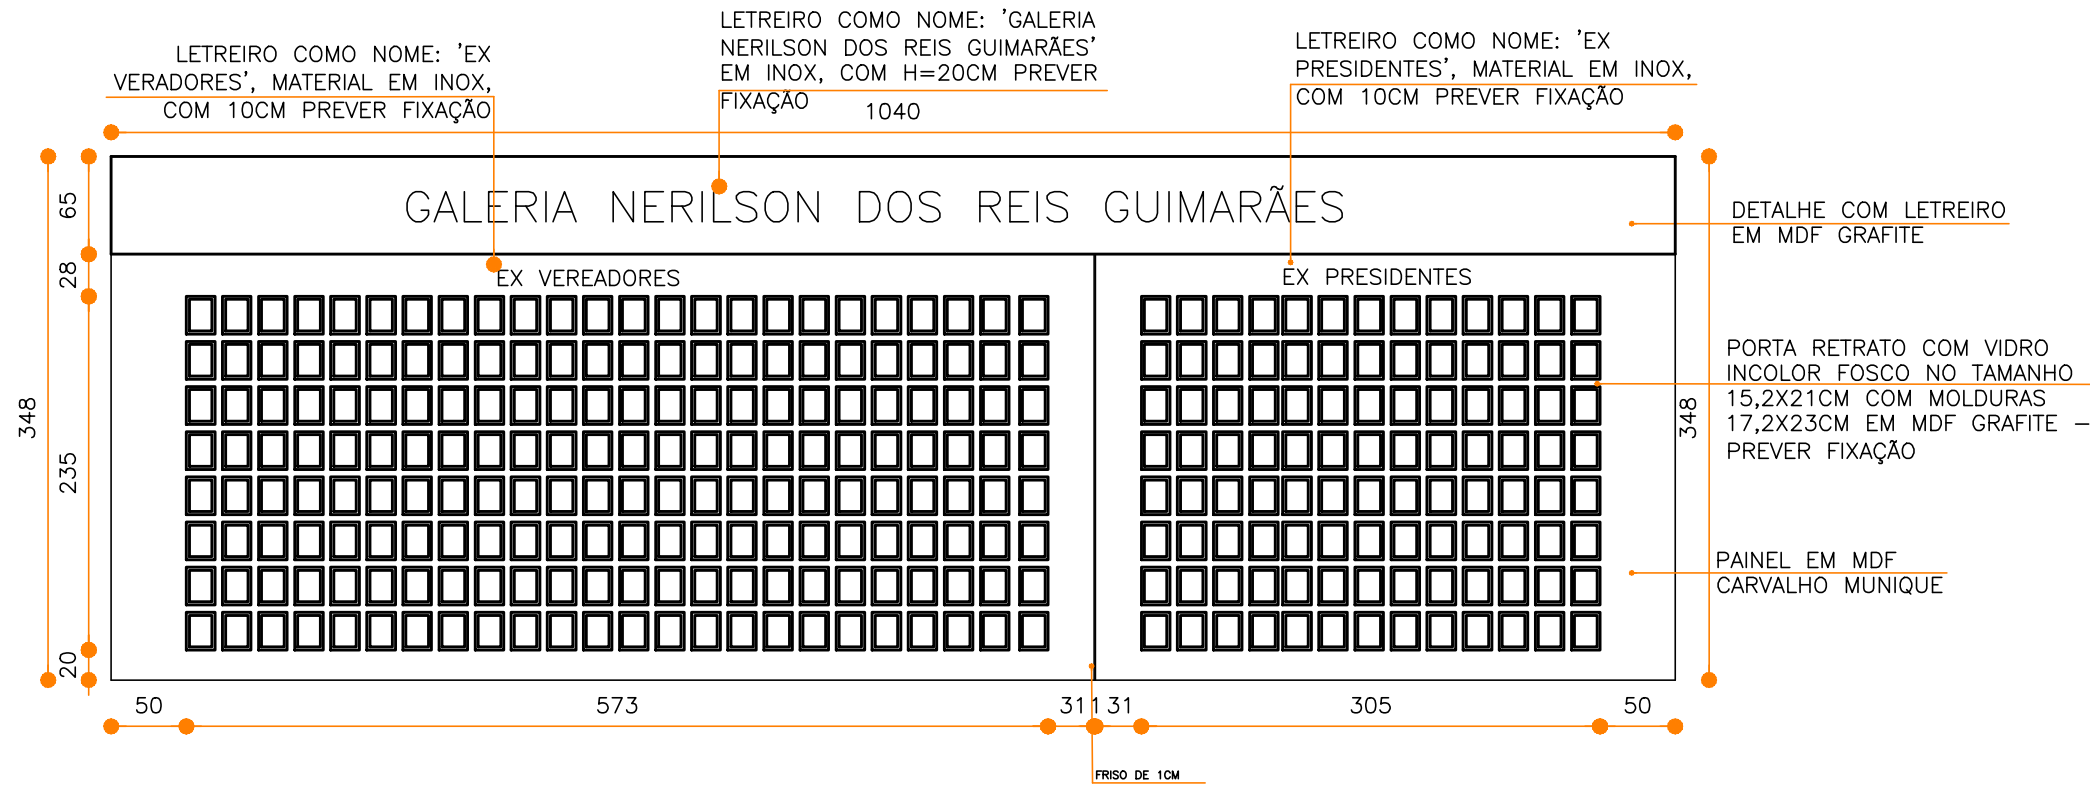 LETREIRO COMO NOME: 'EX
VERADORES', MATERIAL EM INOX,
COM 10CM PREVER FIXAÇÃO
LETREIRO COMO NOME: 'GALERIA
NERILSON DOS REIS GUIMARÃES'
EM INOX, COM H=20CM PREVER
FIXAÇÃO
LETREIRO COMO NOME: 'EX
PRESIDENTES', MATERIAL EM INOX,
COM 10CM PREVER FIXAÇÃO
1040
65
28
235
20
348
GALERIA NERILSON DOS REIS GUIMARÃES
EX VEREADORES
EX PRESIDENTES
DETALHE COM LETREIRO
EM MDF GRAFITE
PORTA RETRATO COM VIDRO
INCOLOR FOSCO NO TAMANHO
15,2X21CM COM MOLDURAS
17,2X23CM EM MDF GRAFITE –
PREVER FIXAÇÃO
348
PAINEL EM MDF
CARVALHO MUNIQUE
50
573
31
1
31
305
50
FRISO DE 1CM